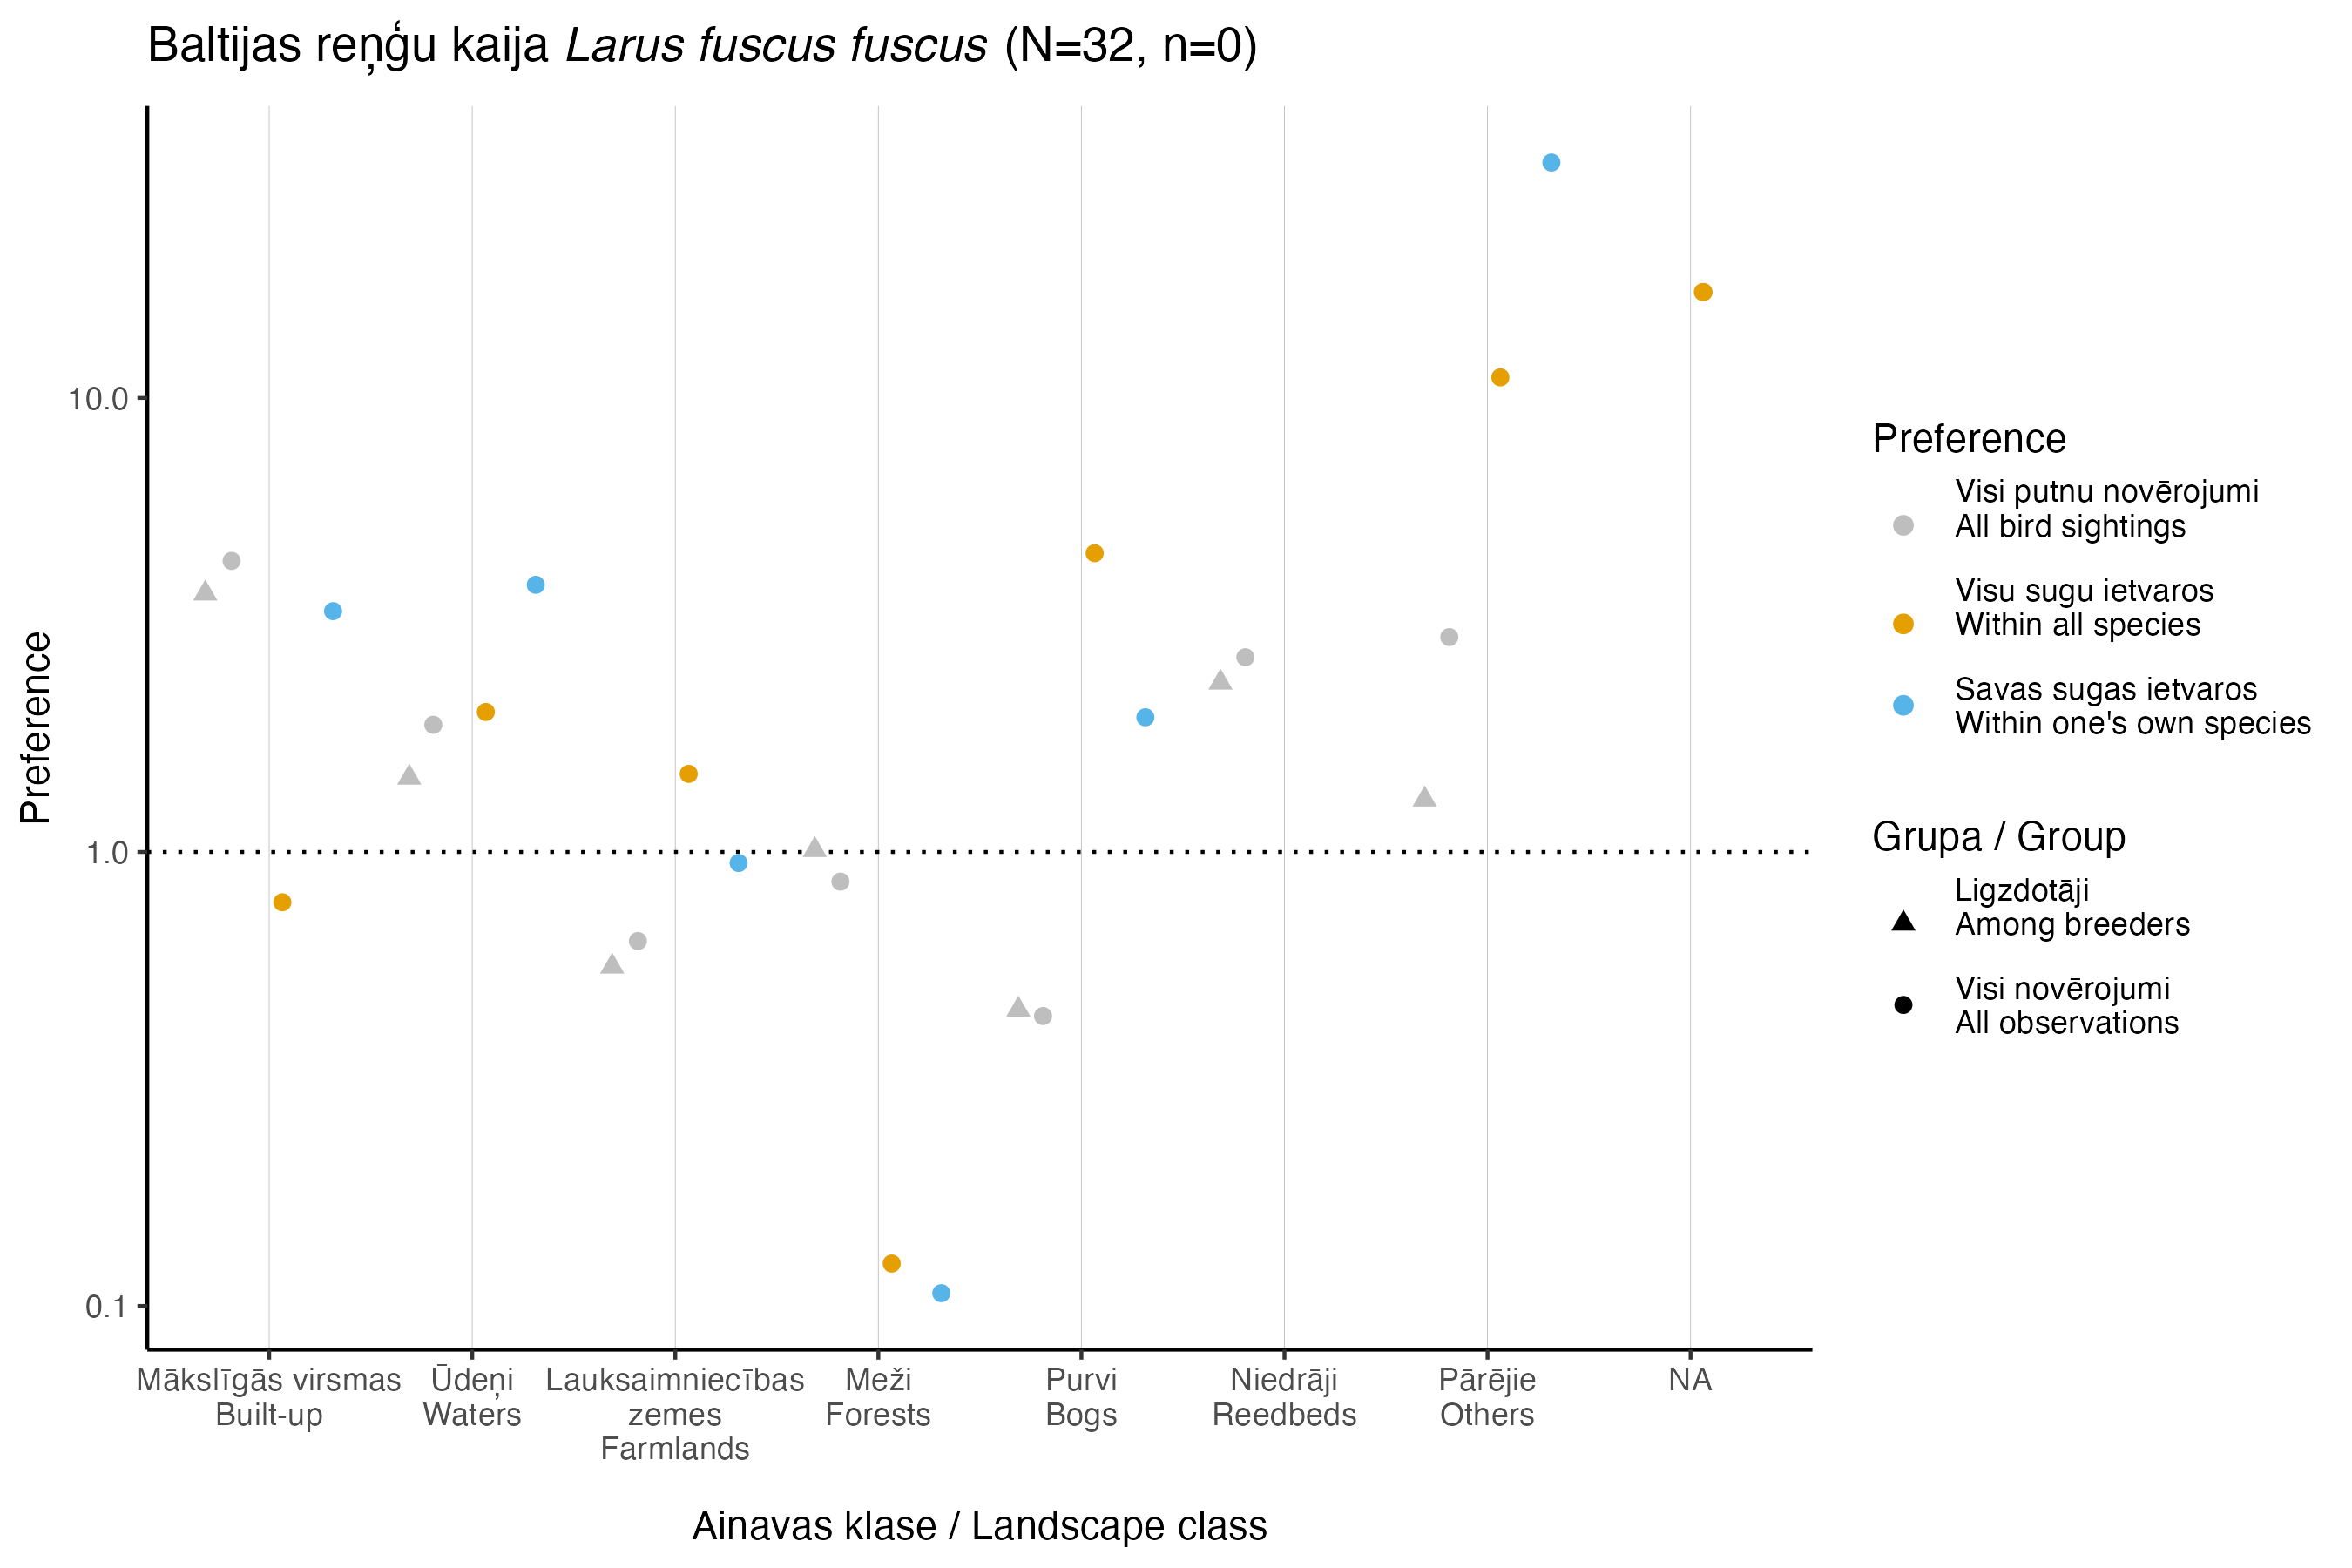 Baltijas reņģu kaija Larus fuscus fuscus (N=32, n=0)
Preference
10.0
1.0
0.1
Mākslīgās virsmas
Built-up
Ūdeņi
Waters
Lauksaimniecības
zemes
Farmlands
Meži
Forests
Purvi
Bogs
Niedrāji
Reedbeds
Pārējie
Others
NA
Ainavas klase / Landscape class
Preference
Visi putnu novērojumi
All bird sightings
Visu sugu ietvaros
Within all species
Savas sugas ietvaros
Within one's own species
Grupa / Group
Ligzdotāji
Among breeders
Visi novērojumi
All observations